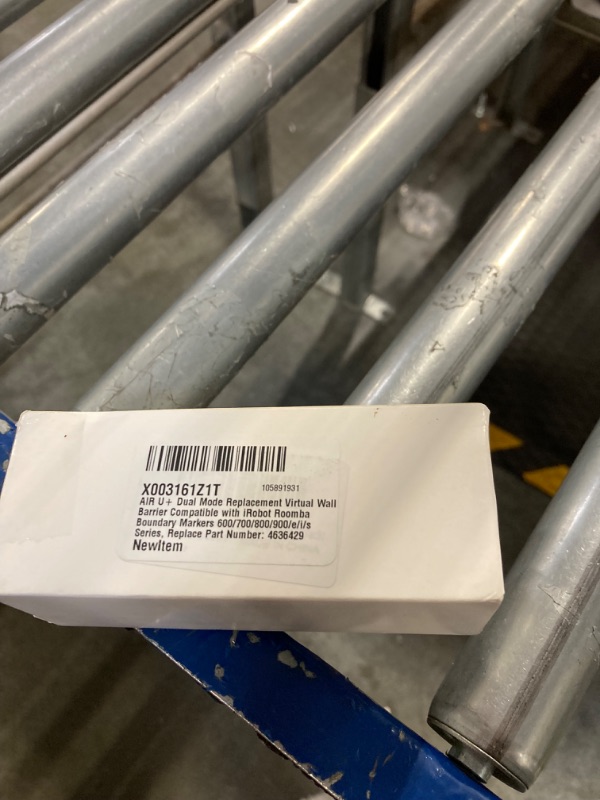 X003161Z1T 105891931
AIR U+ Dual Mode Replacement Virtual Wall
Barrier Compatible with iRobot Roomba
Boundary Markers 600/700/800/900/e/i/s
Series, Replace Part Number: 4636429
NewItem